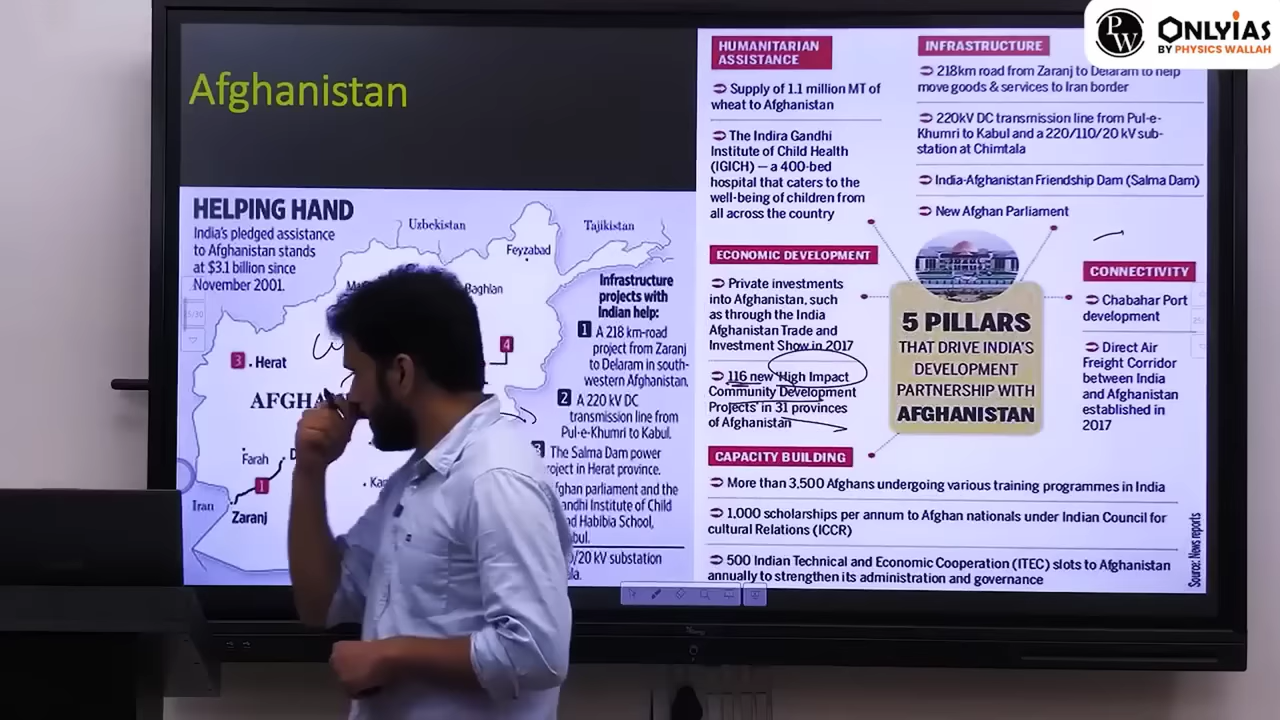 PW
ONLYIAS
BY PHYSICS WALLAH
Afghanistan
HELPING HAND
India's pledged assistance
to Afghanistan stands
at $3.1 billion since
November 2001.
Uzbekistan
Tajikistan
Feyzabad
Baghlan
3 Herat
4
Farah
1
Iran
Zaranj
Infrastructure
projects with
Indian help:
1 A 218 km-road
project from Zaranj
to Delaram in south-
western Afghanistan.
2 A 220 kV DC
transmission line from
Pul-e-Khumri to Kabul.
The Salma Dam power
in Herat province.
parliament and the
Institute of Child
Habibia School,
kV substation
HUMANITARIAN
ASSISTANCE
Supply of 1.1 million MT of
wheat to Afghanistan
The Indira Gandhi
Institute of Child Health
(IGICH) – a 400-bed
hospital that caters to the
well-being of children from
all across the country
ECONOMIC DEVELOPMENT
Private investments
into Afghanistan, such
as through the India
Afghanistan Trade and
Investment Show in 2017
116 new 'High Impact
Community Development
Projects' in 31 provinces
of Afghanistan
INFRASTRUCTURE
218km road from Zaranj to Delaram to help
move goods & services to Iran border
220kV DC transmission line from Pul-e-
Khumri to Kabul and a 220/110/20 kV sub-
station at Chimtala
India-Afghanistan Friendship Dam (Salma Dam)
New Afghan Parliament
5 PILLARS
THAT DRIVE INDIA'S
DEVELOPMENT
PARTNERSHIP WITH
AFGHANISTAN
CONNECTIVITY
Chabahar Port
development
Direct Air
Freight Corridor
between India
and Afghanistan
established in
2017
CAPACITY BUILDING
More than 3,500 Afghans undergoing various training programmes in India
1,000 scholarships per annum to Afghan nationals under Indian Council for
cultural Relations (ICCR)
500 Indian Technical and Economic Cooperation (ITEC) slots to Afghanistan
annually to strengthen its administration and governance
Source: News reports